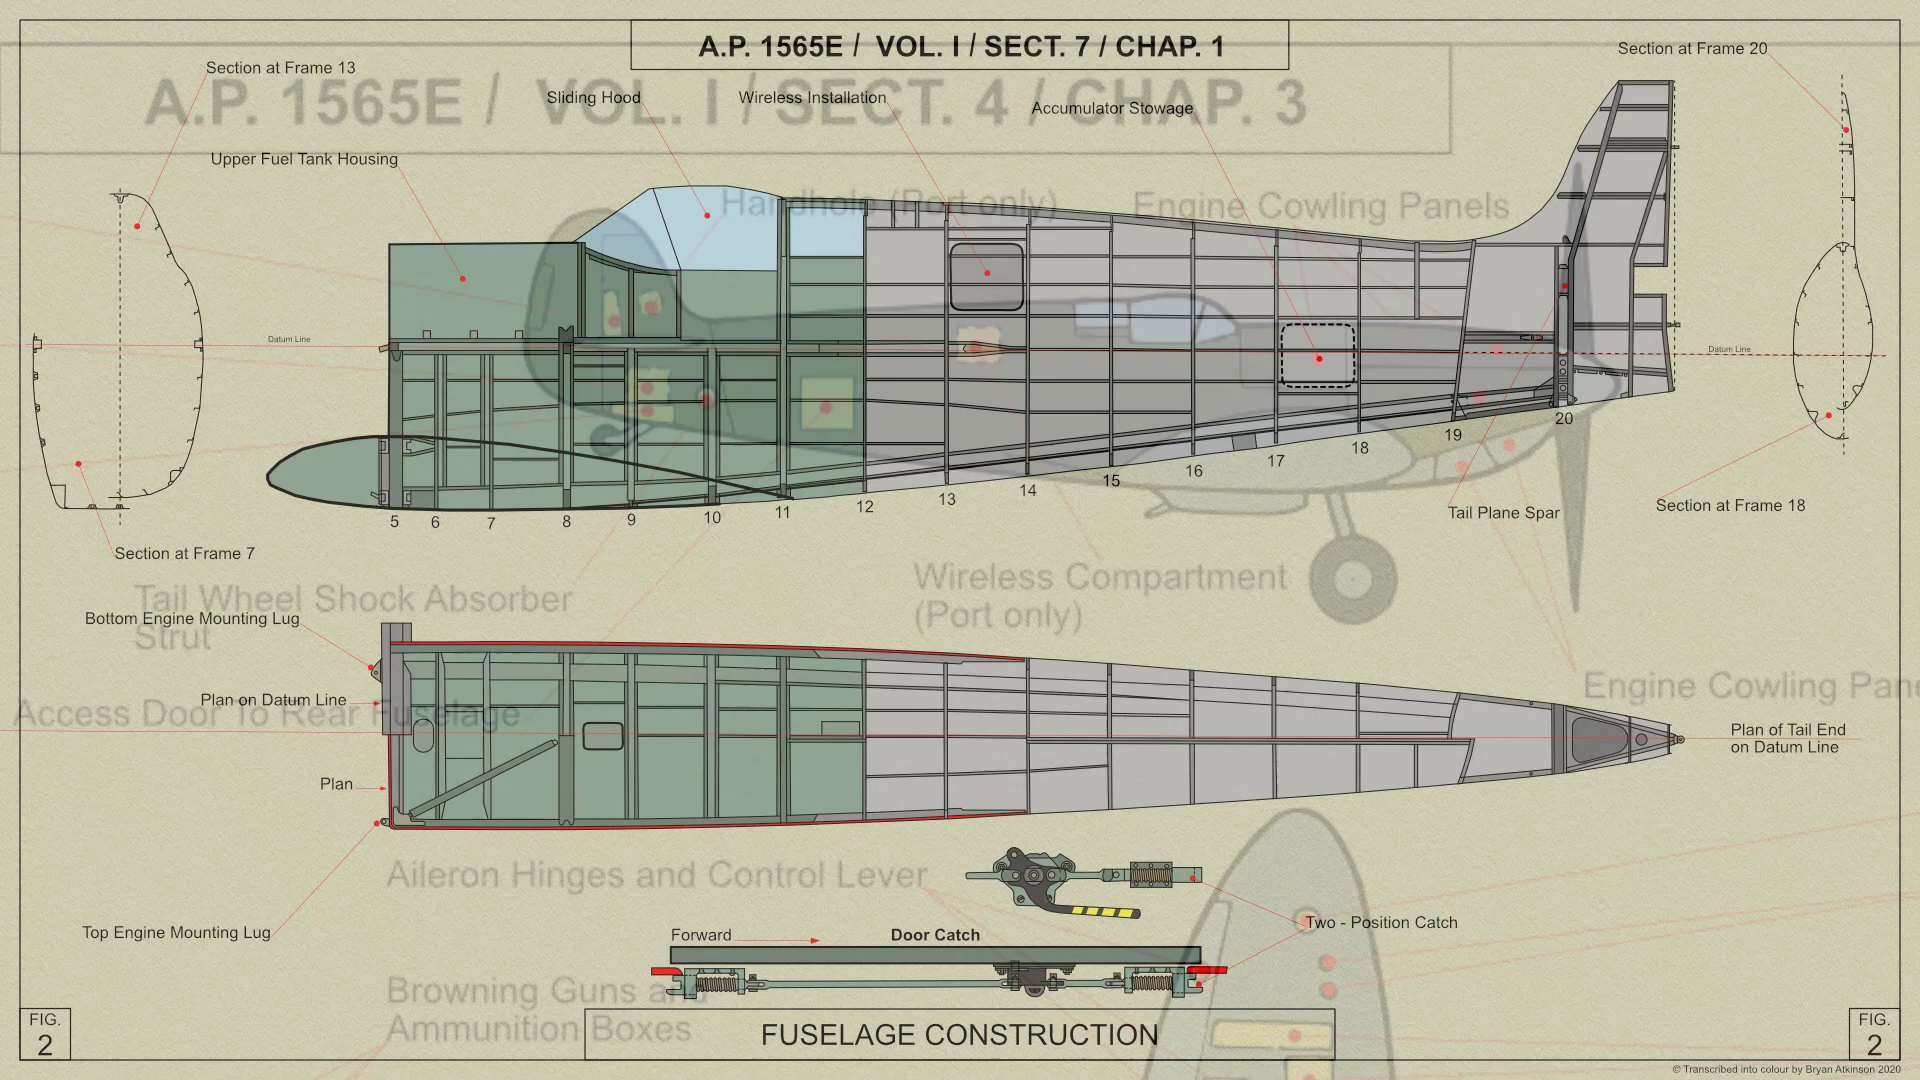 A.P. 1565E / VOL. I / SECT. 7 / CHAP. 1
A.P. 1565E / VOL. I / SECT. 4 / CHAP. 3
Section at Frame 13
Sliding Hood
Wireless Installation
Accumulator Stowage
Section at Frame 20
Upper Fuel Tank Housing
Handhole (Port only)
Engine Cowling Panels
Datum Line
Datum Line
5
6
7
8
9
10
11
12
13
14
15
16
17
18
19
20
Section at Frame 7
Tail Plane Spar
Section at Frame 18
Tail Wheel Shock Absorber
Strut
Wireless Compartment
(Port only)
Bottom Engine Mounting Lug
Plan on Datum Line
Access Door To Rear Fuselage
Engine Cowling Pane
Plan of Tail End
on Datum Line
Plan
Aileron Hinges and Control Lever
Top Engine Mounting Lug
Forward
Door Catch
Two - Position Catch
Browning Guns and
Ammunition Boxes
FIG.
2
FUSELAGE CONSTRUCTION
FIG.
2
© Transcribed into colour by Bryan Atkinson 2020